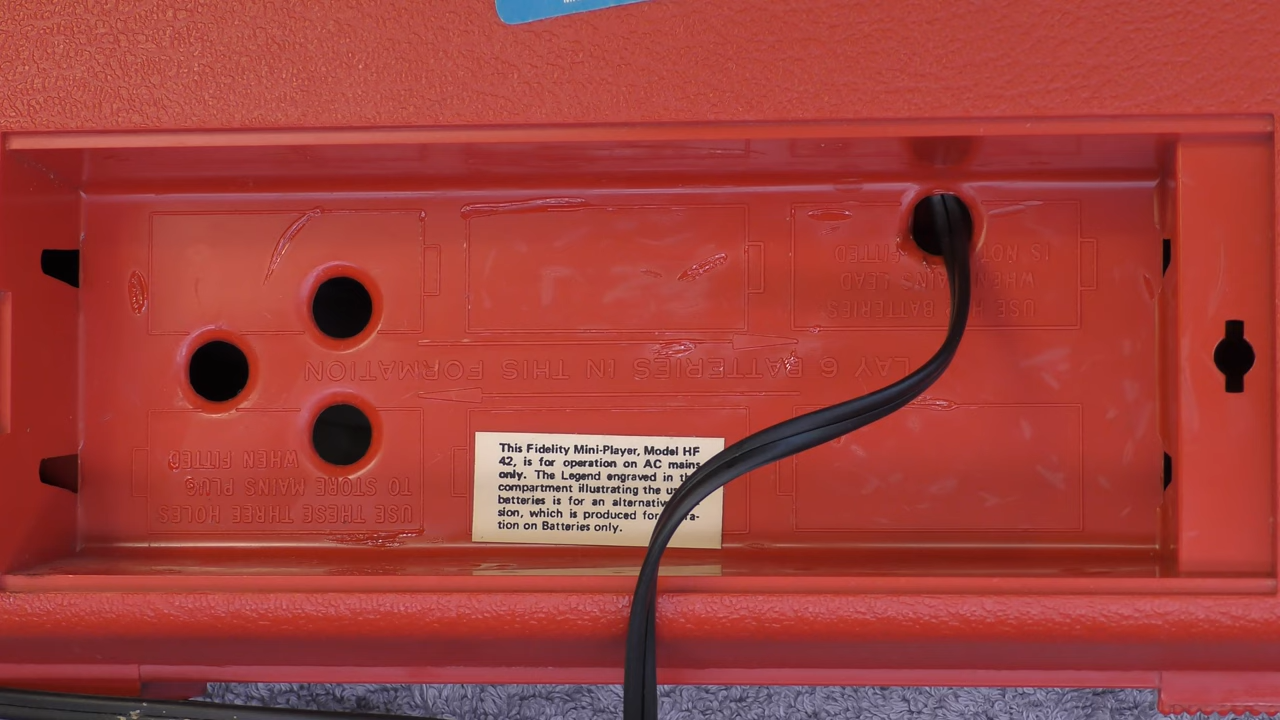 IS NOT FITTED
WHEN MAINS LEAD
USE H BATTERIES
LAY 6 BATTERIES IN THIS FORMATION
This Fidelity Mini-Player, Model HF
42, is for operation on AC mains
only. The Legend engraved in
compartment illustrating the
batteries is for an alternative
sion, which is produced for
tion on Batteries only.
USE THESE THREE HOLES
TO STORE MAINS PLUG
WHEN FITTED